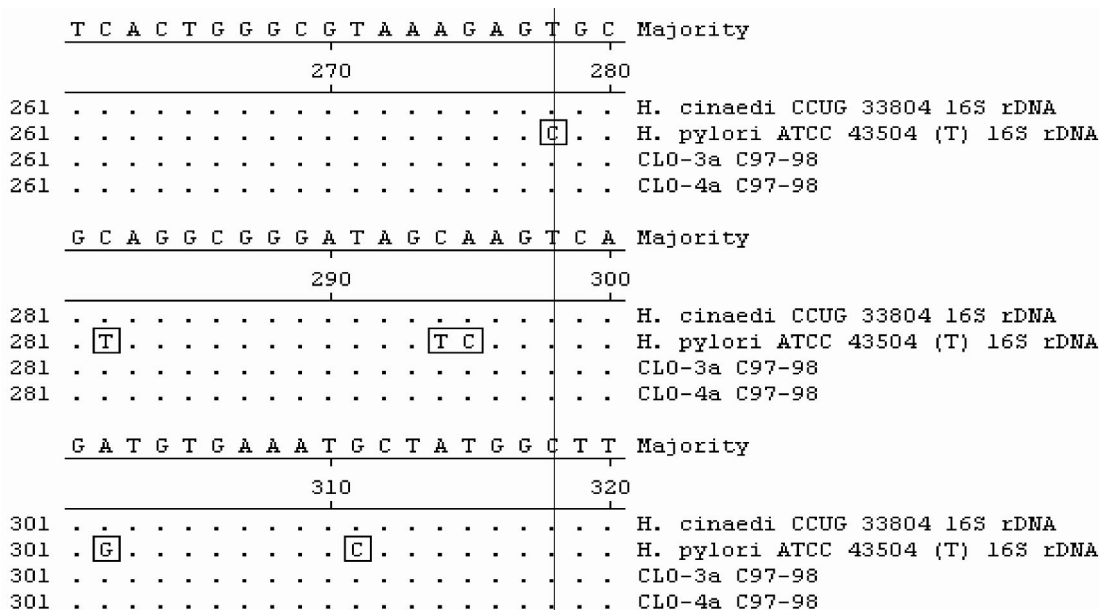 T C A C T G G G C G T A A A G A G T G C Majority
270 280
261 . . . . . . . . . . . . . . . . . . . . H. cinaedi CCUG 33804 16S rDNA
261 . . . . . . . . . . . . . . . . . C . . H. pylori ATCC 43504 (T) 16S rDNA
261 . . . . . . . . . . . . . . . . . . . . CLO-3a C97-98
261 . . . . . . . . . . . . . . . . . . . . CLO-4a C97-98
G C A G G C G G G A T A G C A A G T C A Majority
290 300
281 . . . . . . . . . . . . . . . . . . . . H. cinaedi CCUG 33804 16S rDNA
281 . T . . . . . . . . . . . T C . . . . . H. pylori ATCC 43504 (T) 16S rDNA
281 . . . . . . . . . . . . . . . . . . . . CLO-3a C97-98
281 . . . . . . . . . . . . . . . . . . . . CLO-4a C97-98
G A T G T G A A A T G C T A T G G C T T Majority
310 320
301 . . . . . . . . . . . . . . . . . . . . H. cinaedi CCUG 33804 16S rDNA
301 . G . . . . . . . . C . . . . . . . . . H. pylori ATCC 43504 (T) 16S rDNA
301 . . . . . . . . . . . . . . . . . . . . CLO-3a C97-98
301 . . . . . . . . . . . . . . . . . . . . CLO-4a C97-98